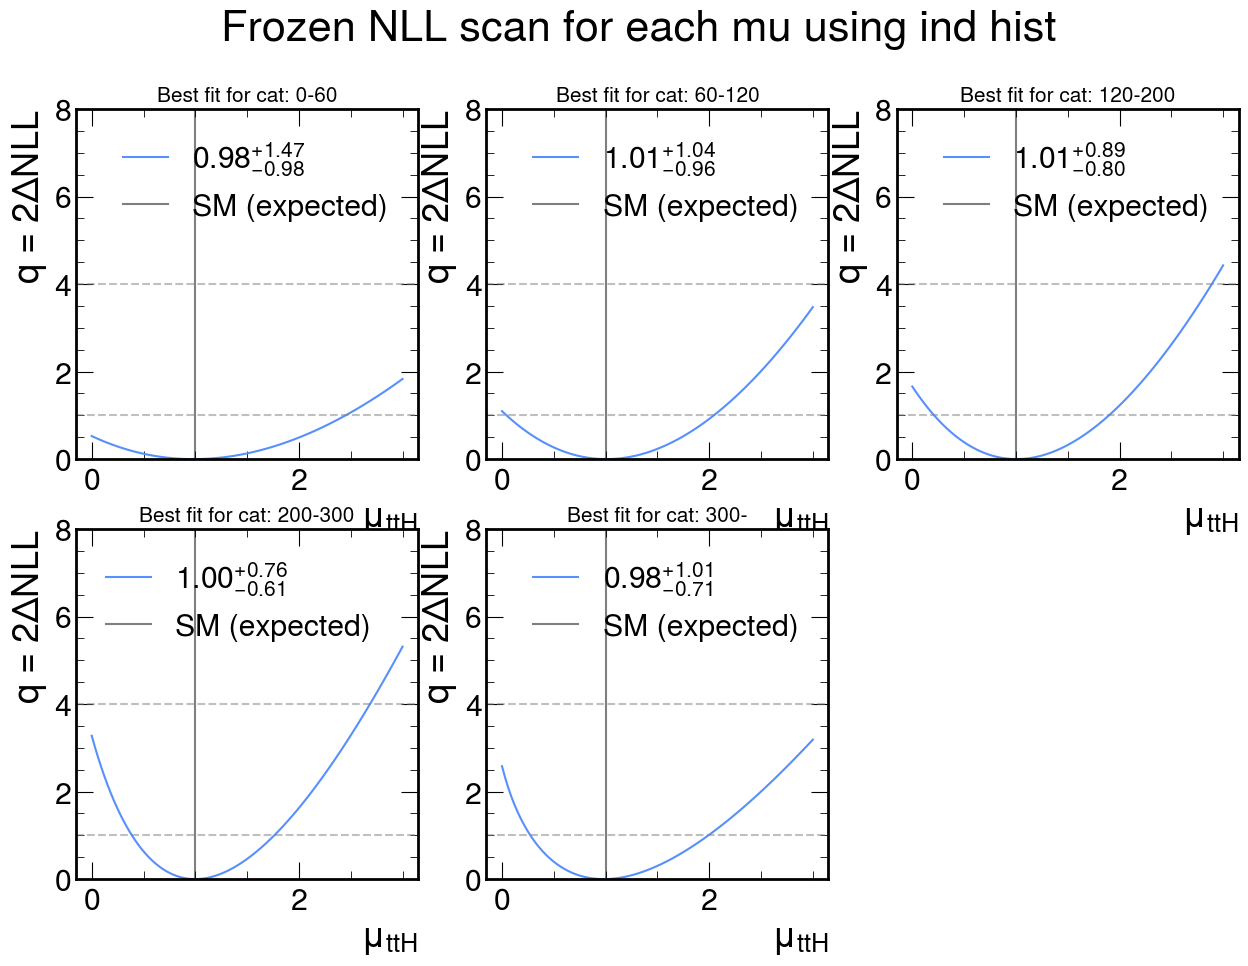 Frozen NLL scan for each mu using ind hist
Best fit for cat: 0-60
q = 2ΔNLL
8
6
4
2
0
0.98 +1.47 −0.98
SM (expected)
0 2
μttH
Best fit for cat: 60-120
q = 2ΔNLL
8
6
4
2
0
1.01 +1.04 −0.96
SM (expected)
0 2
μttH
Best fit for cat: 120-200
q = 2ΔNLL
8
6
4
2
0
1.01 +0.89 −0.80
SM (expected)
0 2
μttH
Best fit for cat: 200-300
q = 2ΔNLL
8
6
4
2
0
1.00 +0.76 −0.61
SM (expected)
0 2
μttH
Best fit for cat: 300-
q = 2ΔNLL
8
6
4
2
0
0.98 +1.01 −0.71
SM (expected)
0 2
μttH